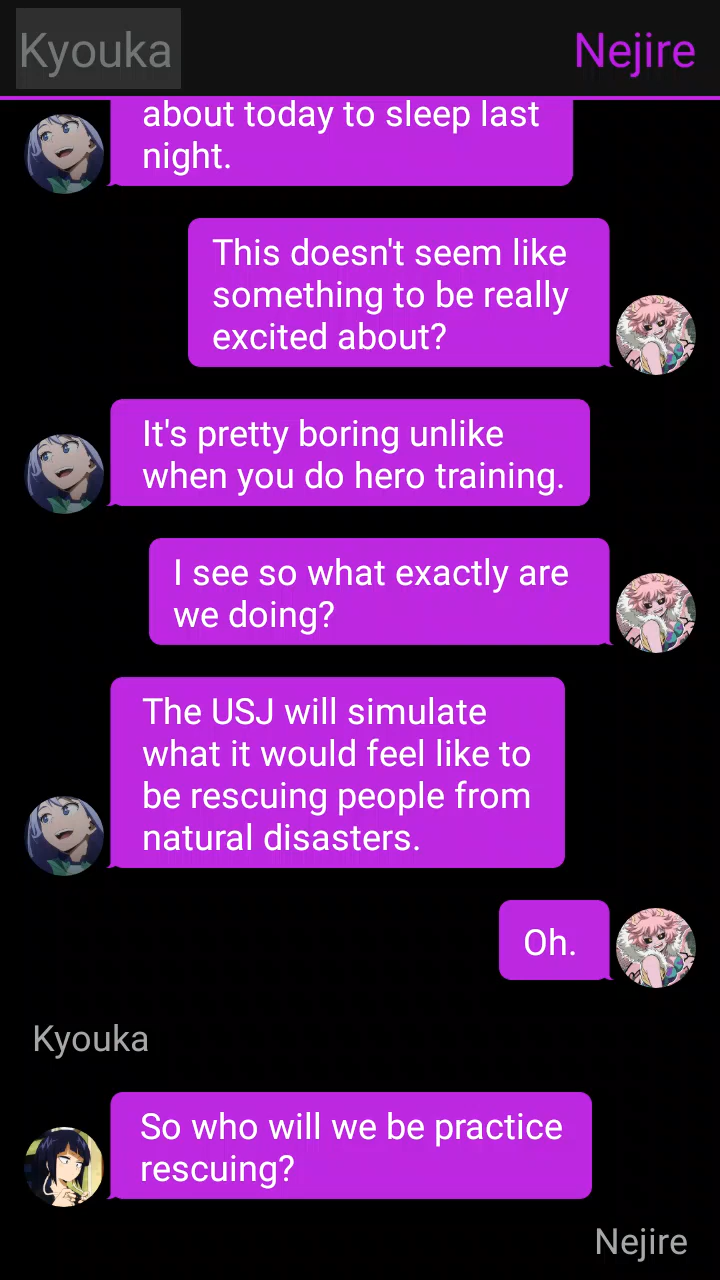 Kyouka
Nejire
about today to sleep last
night.
This doesn't seem like
something to be really
excited about?
It's pretty boring unlike
when you do hero training.
I see so what exactly are
we doing?
The USJ will simulate
what it would feel like to
be rescuing people from
natural disasters.
Oh.
Kyouka
So who will we be practice
rescuing?
Nejire